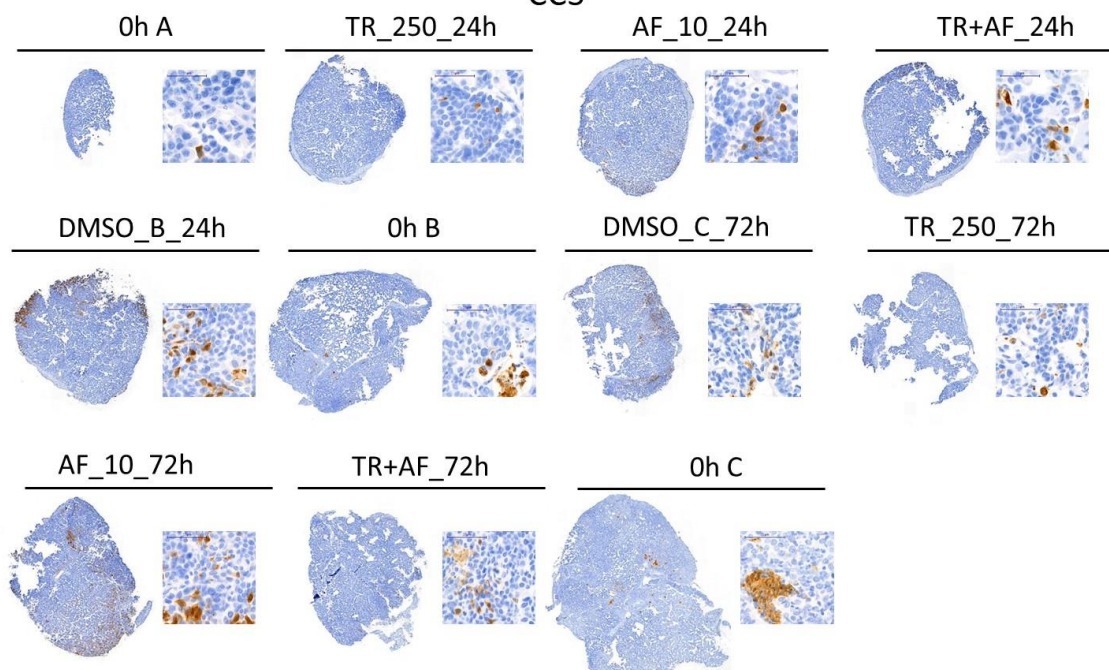 0h A
TR_250_24h
AF_10_24h
TR+AF_24h
DMSO_B_24h
0h B
DMSO_C_72h
TR_250_72h
AF_10_72h
TR+AF_72h
0h C